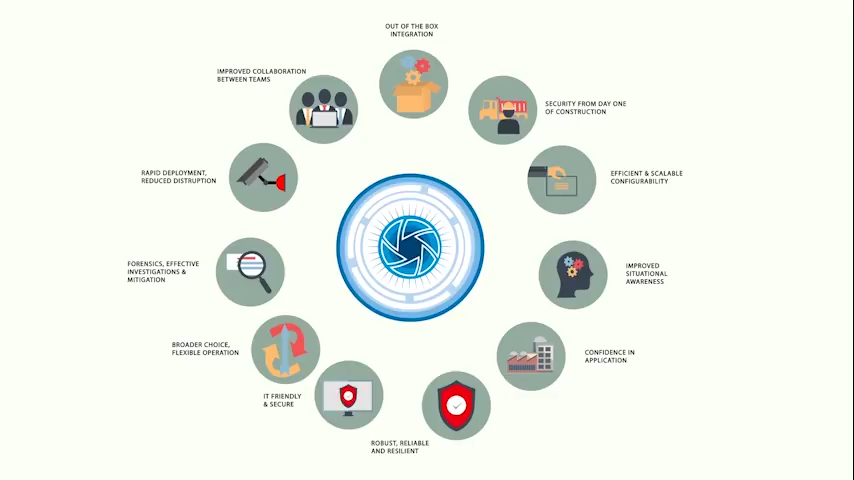 OUT OF THE BOX
INTEGRATION
IMPROVED COLLABORATION
BETWEEN TEAMS
SECURITY FROM DAY ONE
OF CONSTRUCTION
RAPID DEPLOYMENT,
REDUCED DISTRUPTION
EFFICIENT & SCALABLE
CONFIGURABILITY
FORENSICS, EFFECTIVE
INVESTIGATIONS &
MITIGATION
IMPROVED
SITUATIONAL
AWARENESS
BROADER CHOICE,
FLEXIBLE OPERATION
CONFIDENCE IN
APPLICATION
IT FRIENDLY
& SECURE
ROBUST, RELIABLE
AND RESILIENT